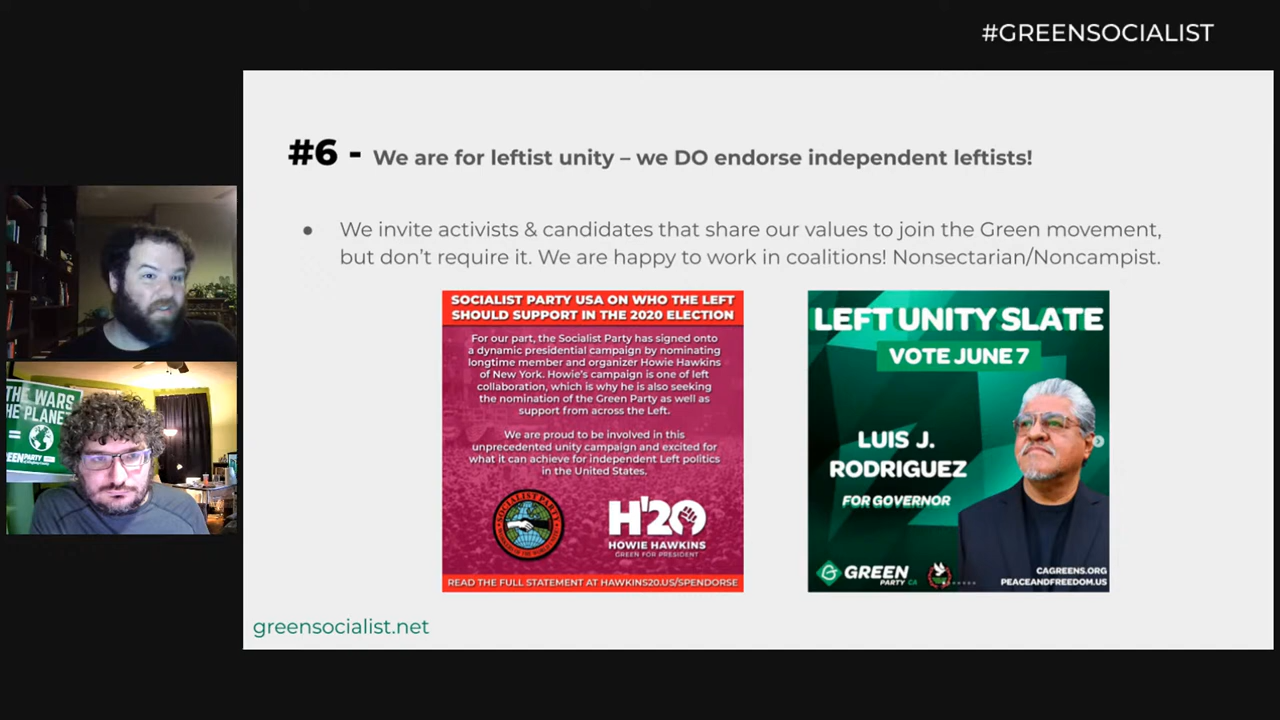 #GREENSOCIALIST
#6 - We are for leftist unity – we DO endorse independent leftists!
● We invite activists & candidates that share our values to join the Green movement,
but don't require it. We are happy to work in coalitions! Nonsectarian/Noncampist.
SOCIALIST PARTY USA ON WHO THE LEFT
SHOULD SUPPORT IN THE 2020 ELECTION
For our part, the Socialist Party has signed onto
a dynamic presidential campaign by nominating
longtime member and organizer Howie Hawkins
of New York. Howie's campaign is one of left
collaboration, which is why he is also seeking
the nomination of the Green Party as well as
support from across the Left.
We are proud to be involved in this
unprecedented unity campaign and excited for
what it can achieve for independent Left politics
in the United States.
SOCIALIST PARTY
H'20
HOWIE HAWKINS
GREEN FOR PRESIDENT
READ THE FULL STATEMENT AT HAWKINS20.US/SPENDORSE
LEFT UNITY SLATE
VOTE JUNE 7
LUIS J.
RODRIGUEZ
FOR GOVERNOR
GREEN
PARTY CA
CAGREENS.ORG
PEACEANDFREEDOM.US
THE WARS
HE PLANET
=
REENPARTY
greensocialist.net